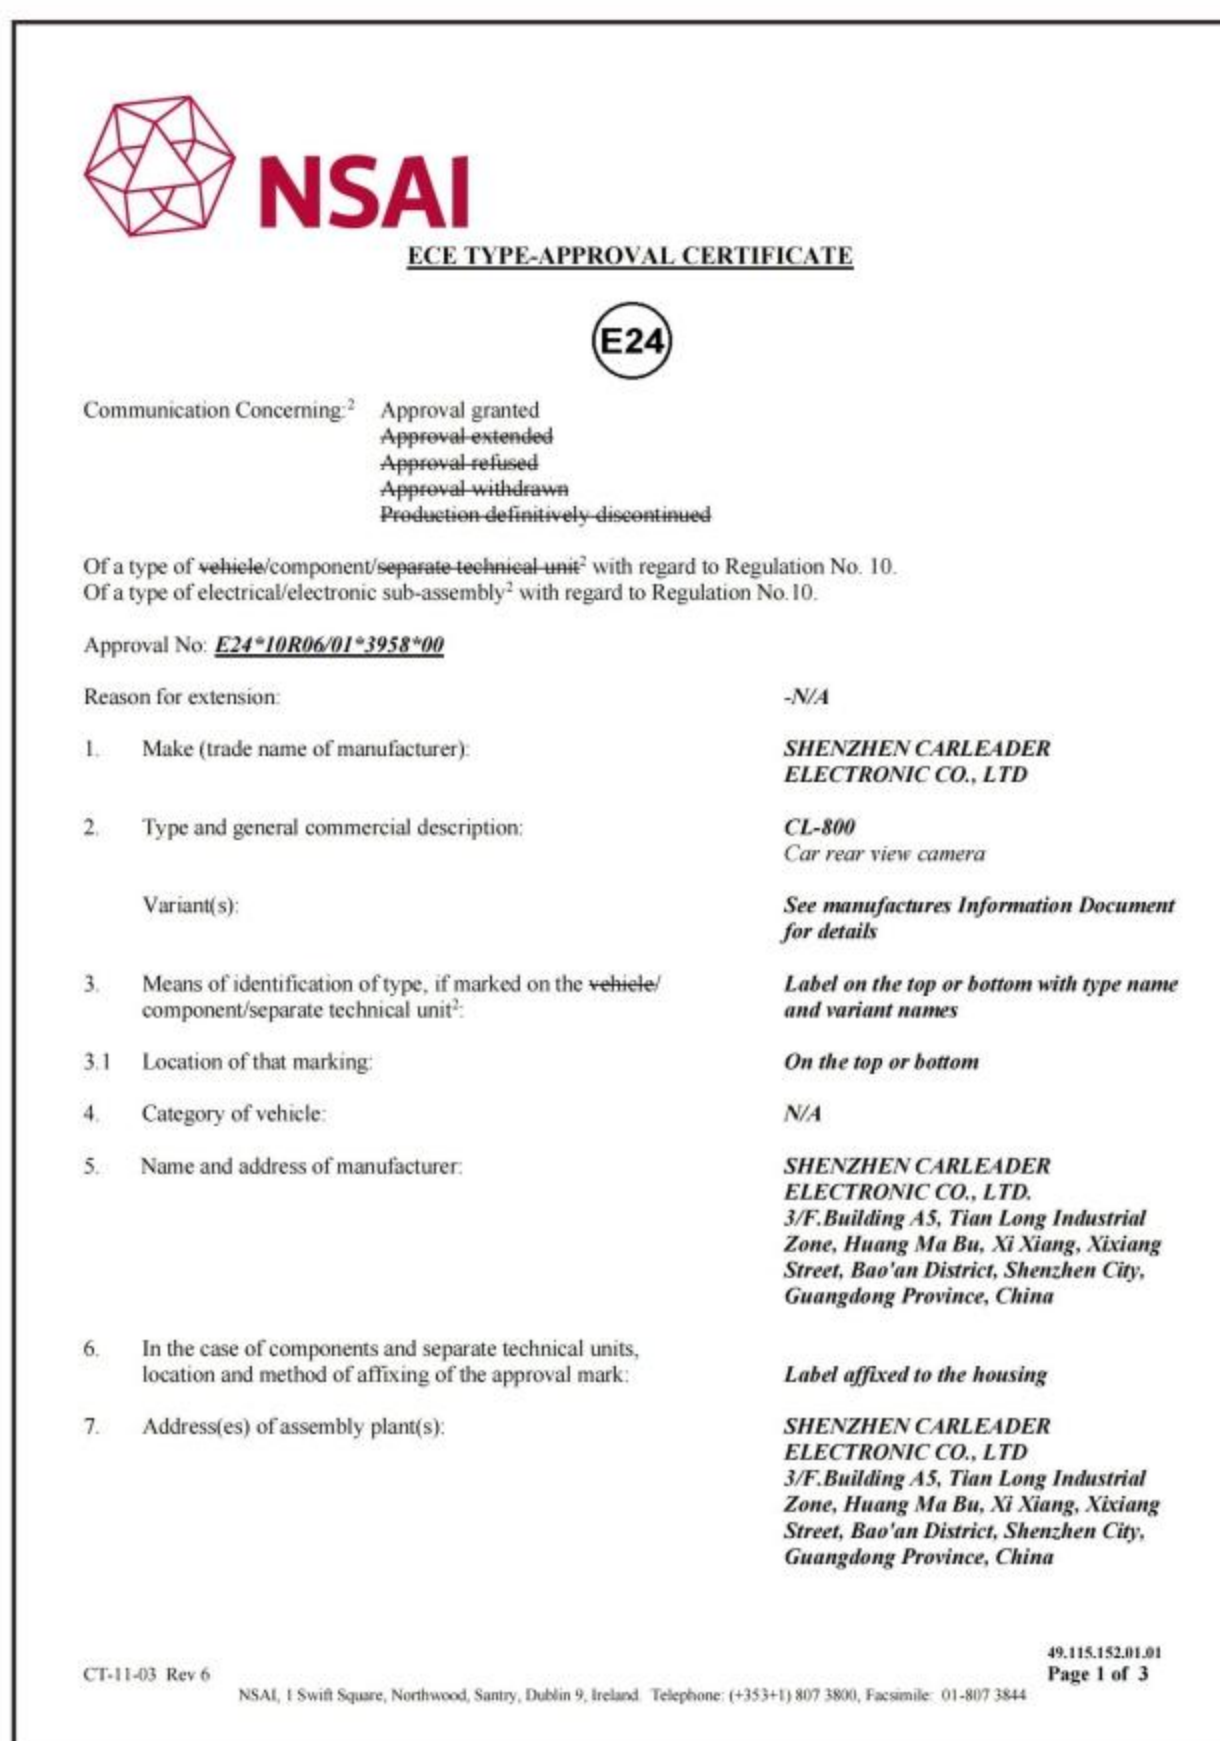 NSAI
ECE TYPE-APPROVAL CERTIFICATE
E24
Communication Concerning:² Approval granted
Approval extended
Approval refused
Approval withdrawn
Production definitively discontinued
Of a type of vehicle/component/separate technical unit² with regard to Regulation No. 10.
Of a type of electrical/electronic sub-assembly² with regard to Regulation No.10.
Approval No: E24*10R06/01*3958*00
Reason for extension: -N/A
1. Make (trade name of manufacturer): SHENZHEN CARLEADER
ELECTRONIC CO., LTD
2. Type and general commercial description: CL-800
Car rear view camera
Variant(s): See manufactures Information Document
for details
3. Means of identification of type, if marked on the vehicle/ Label on the top or bottom with type name
component/separate technical unit²: and variant names
3.1 Location of that marking: On the top or bottom
4. Category of vehicle: N/A
5. Name and address of manufacturer: SHENZHEN CARLEADER
ELECTRONIC CO., LTD.
3/F.Building A5, Tian Long Industrial
Zone, Huang Ma Bu, Xi Xiang, Xixiang
Street, Bao'an District, Shenzhen City,
Guangdong Province, China
6. In the case of components and separate technical units,
location and method of affixing of the approval mark: Label affixed to the housing
7. Address(es) of assembly plant(s): SHENZHEN CARLEADER
ELECTRONIC CO., LTD
3/F.Building A5, Tian Long Industrial
Zone, Huang Ma Bu, Xi Xiang, Xixiang
Street, Bao'an District, Shenzhen City,
Guangdong Province, China
49.115.152.01.01
CT-11-03 Rev 6 Page 1 of 3
NSAI, 1 Swift Square, Northwood, Santry, Dublin 9, Ireland. Telephone: (+353+1) 807 3800, Facsimile: 01-807 3844